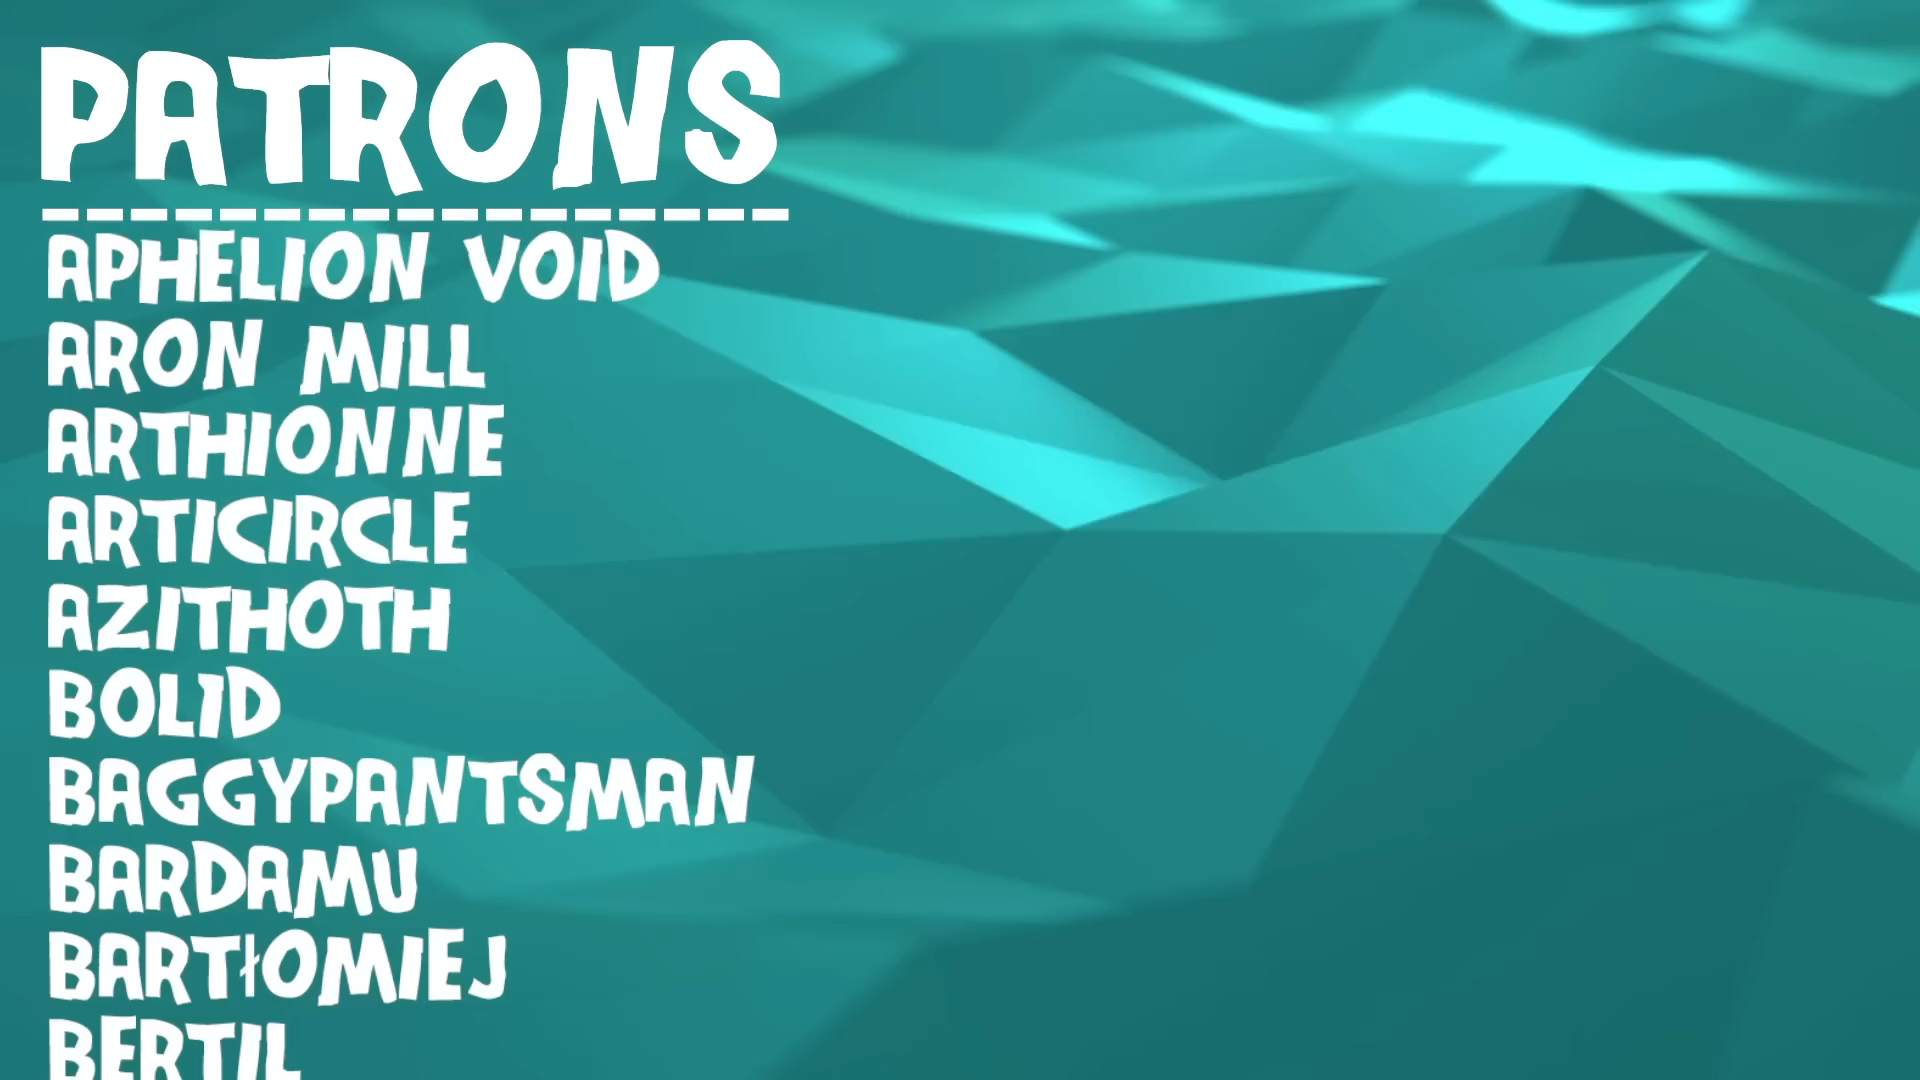 PATRONS
-----------------
APHELION VOID
ARON MILL
ARTHIONNE
ARTICIRCLE
AZITHOTH
BOLID
BAGGYPANTSMAN
BARDAMU
BARTłOMIEJ
BERTIL